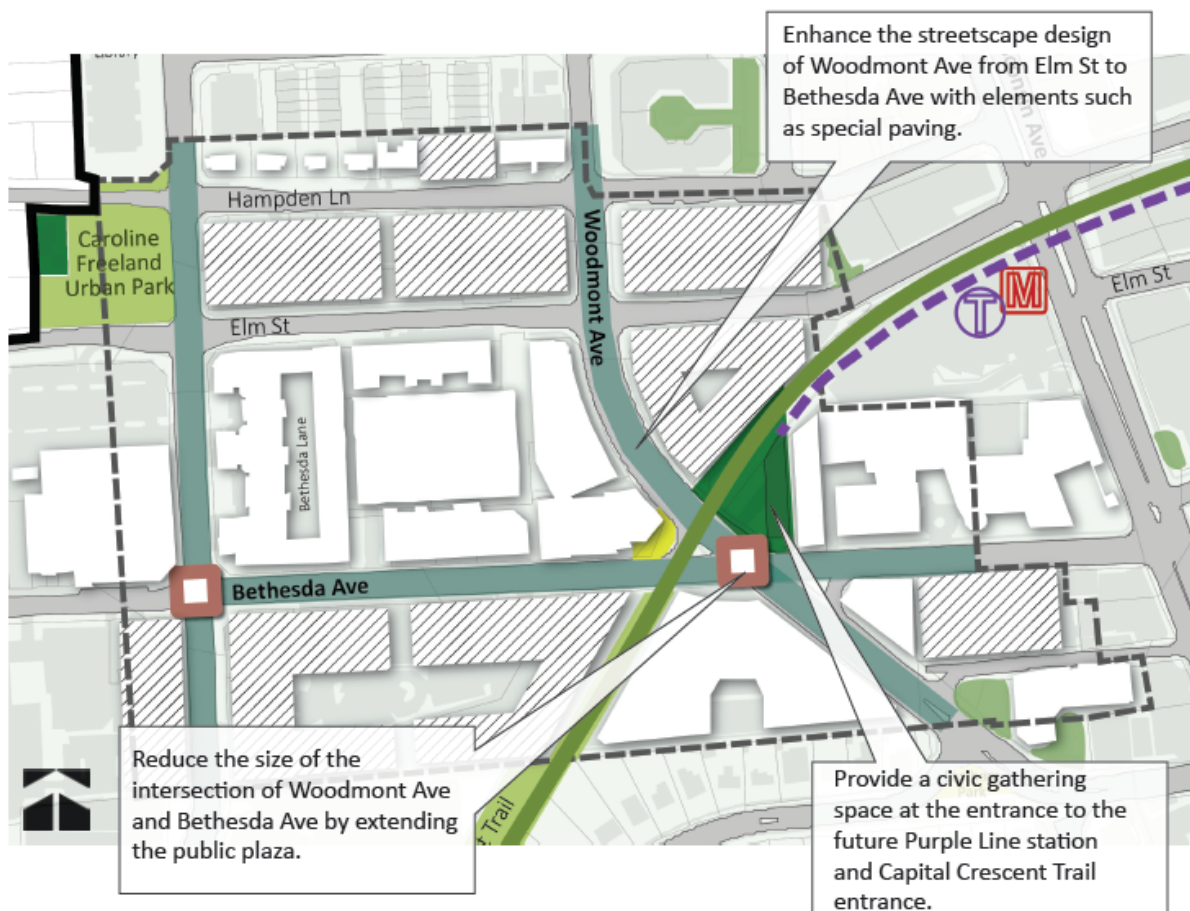 Enhance the streetscape design
of Woodmont Ave from Elm St to
Bethesda Ave with elements such
as special paving.
Hampden Ln
Woodmont Ave
Caroline
Freeland
Urban Park
M
T
Elm St
Elm St
Bethesda Lane
Bethesda Ave
Reduce the size of the
intersection of Woodmont Ave
and Bethesda Ave by extending
the public plaza.
Trail
Provide a civic gathering
space at the entrance to the
future Purple Line station
and Capital Crescent Trail
entrance.